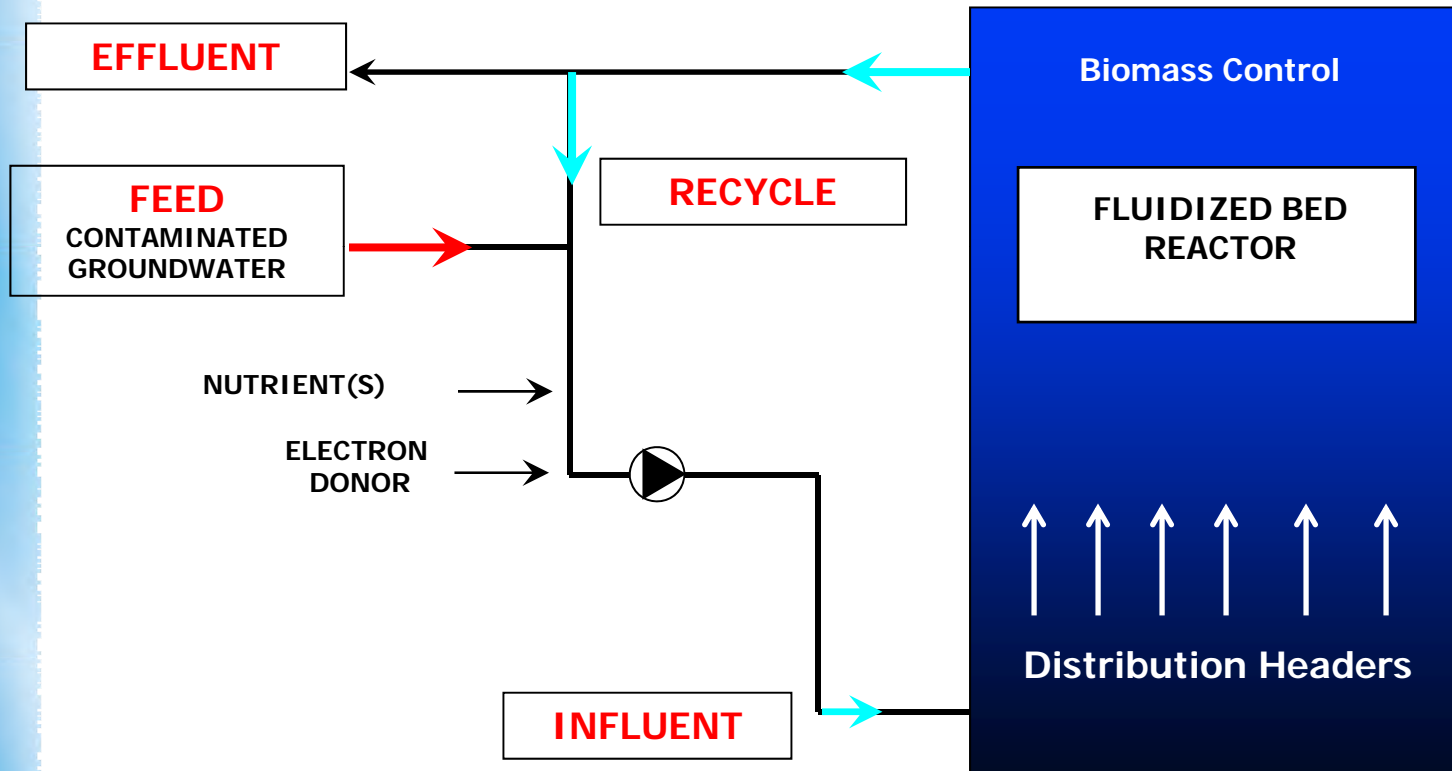 EFFLUENT
Biomass Control
FEED
CONTAMINATED
GROUNDWATER
RECYCLE
FLUIDIZED BED
REACTOR
NUTRIENT(S)
ELECTRON
DONOR
Distribution Headers
INFLUENT